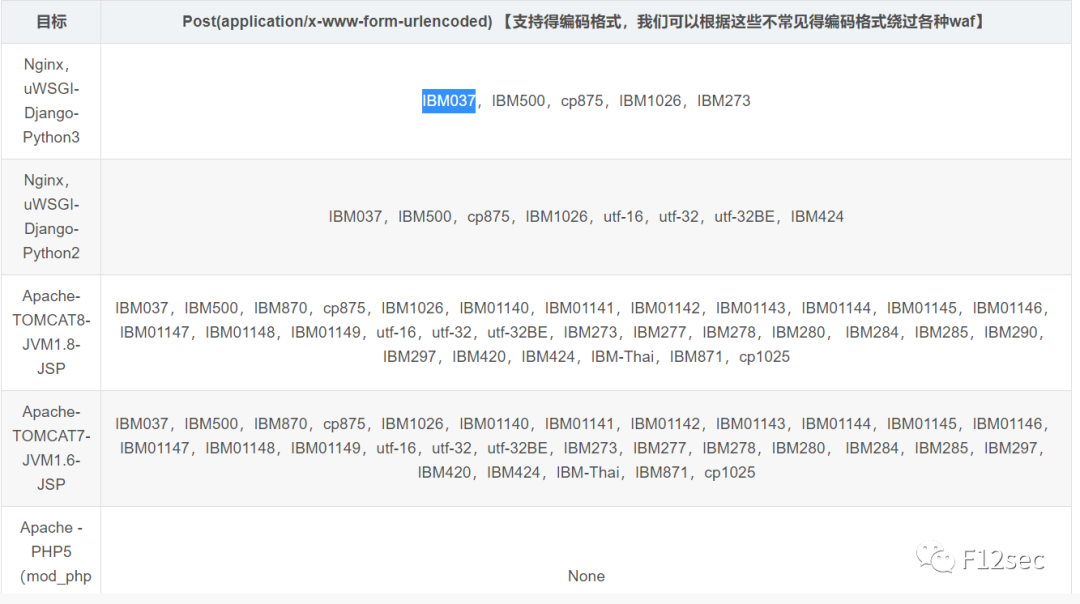 目标
Post(application/x-www-form-urlencoded) 【支持得编码格式，我们可以根据这些不常见得编码格式绕过各种waf】
Nginx，
uWSGI-
Django-
Python3
IBM037，IBM500，cp875，IBM1026，IBM273
Nginx，
uWSGI-
Django-
Python2
IBM037，IBM500，cp875，IBM1026，utf-16，utf-32，utf-32BE，IBM424
Apache-
TOMCAT8-
JVM1.8-
JSP
IBM037，IBM500，IBM870，cp875，IBM1026，IBM01140，IBM01141，IBM01142，IBM01143，IBM01144，IBM01145，IBM01146，
IBM01147，IBM01148，IBM01149，utf-16，utf-32，utf-32BE，IBM273，IBM277，IBM278，IBM280， IBM284，IBM285，IBM290，
IBM297，IBM420，IBM424，IBM-Thai，IBM871，cp1025
Apache-
TOMCAT7-
JVM1.6-
JSP
IBM037，IBM500，IBM870，cp875，IBM1026，IBM01140，IBM01141，IBM01142，IBM01143，IBM01144，IBM01145，IBM01146，
IBM01147，IBM01148，IBM01149，utf-16，utf-32，utf-32BE，IBM273，IBM277，IBM278，IBM280， IBM284，IBM285，IBM297，
IBM420，IBM424，IBM-Thai，IBM871，cp1025
Apache -
PHP5
（mod_php
None
F12sec